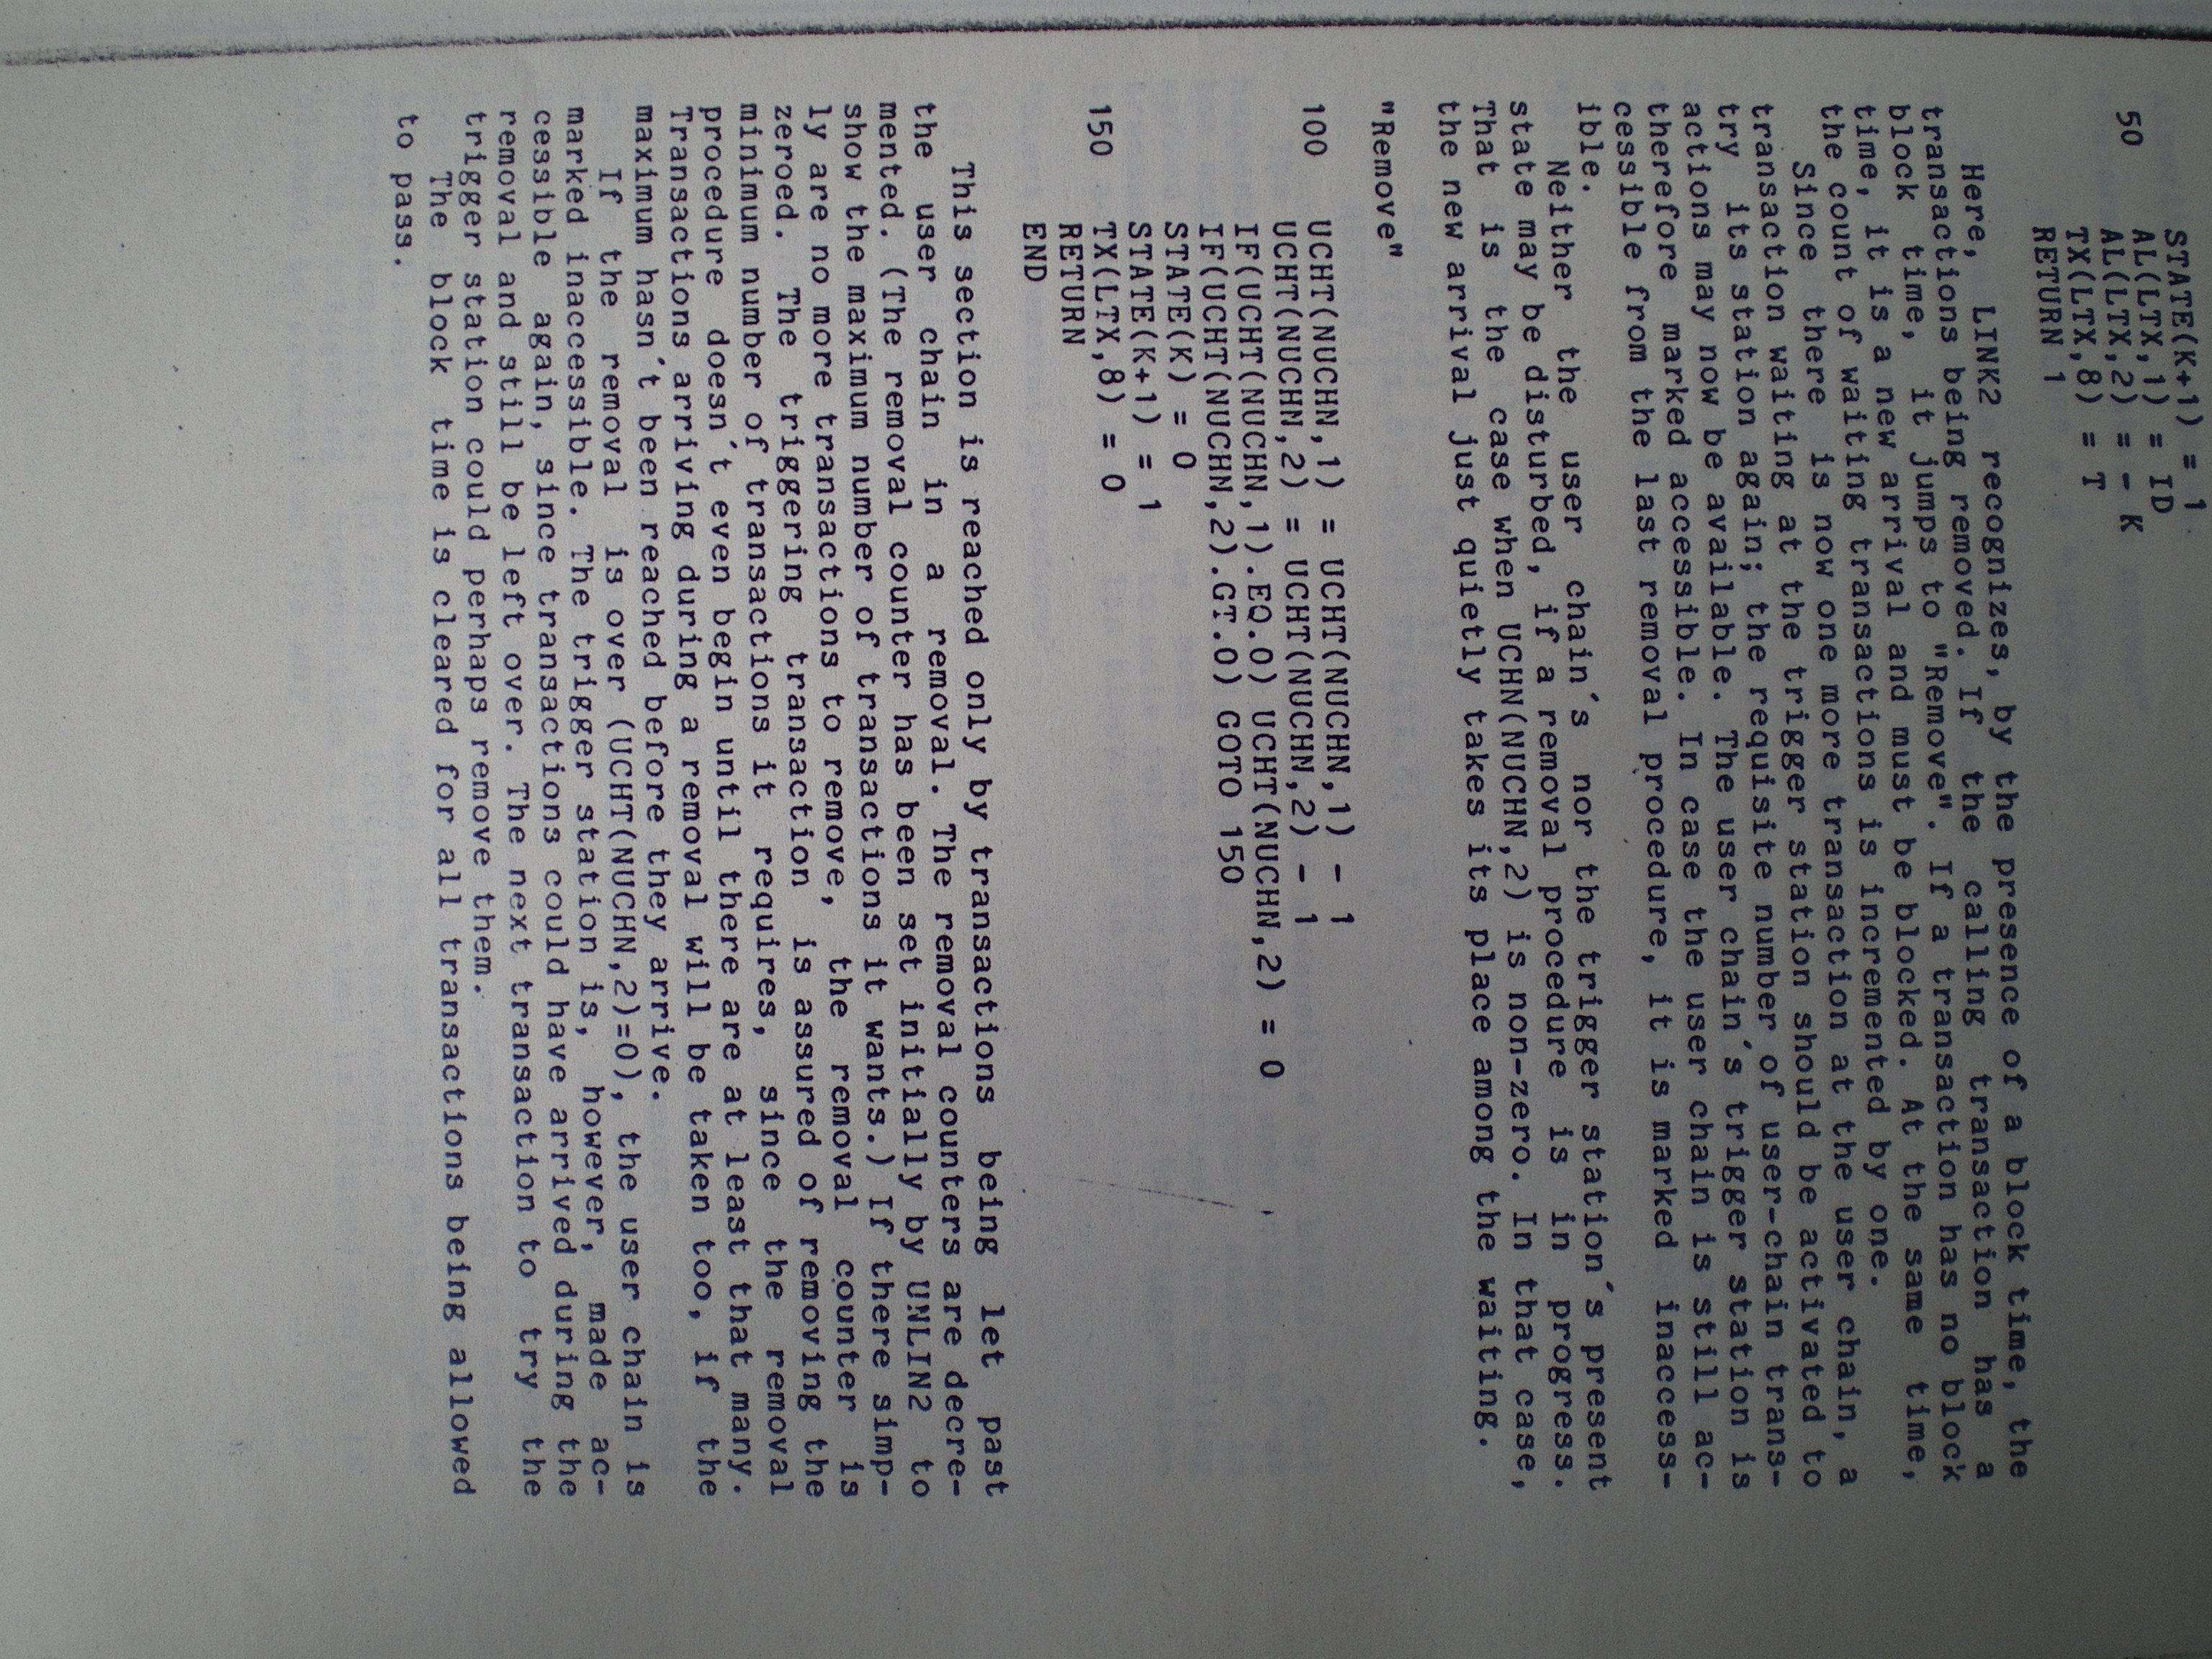 STATE(K+1) = 1
AL(LTX,1) = ID
AL(LTX,2) = - K
50 TX(LTX,8) = T
RETURN 1
Here, LINK2 recognizes, by the presence of a block time, the
transactions being removed. If the calling transaction has a
block time, it jumps to "Remove". If a transaction has no block
time, it is a new arrival and must be blocked. At the same time,
the count of waiting transactions is incremented by one.
Since there is now one more transaction at the user chain, a
transaction waiting at the trigger station should be activated to
try its station again; the requisite number of user-chain trans-
actions may now be available. The user chain´s trigger station is
therefore marked accessible. In case the user chain is still ac-
cessible from the last removal procedure, it is marked inaccess-
ible.
Neither the user chain´s nor the trigger station´s present
state may be disturbed, if a removal procedure is in progress.
That is the case when UCHN(NUCHN,2) is non-zero. In that case,
the new arrival just quietly takes its place among the waiting.
"Remove"
100 UCHT(NUCHN,1) = UCHT(NUCHN,1) - 1
UCHT(NUCHN,2) = UCHT(NUCHN,2) - 1
IF(UCHT(NUCHN,1).EQ.0) UCHT(NUCHN,2) = 0
IF(UCHT(NUCHN,2).GT.0) GOTO 150
STATE(K) = 0
STATE(K+1) = 1
150 TX(LTX,8) = 0
RETURN
END
This section is reached only by transactions being let past
the user chain in a removal. The removal counters are decre-
mented. (The removal counter has been set initially by UNLIN2 to
show the maximum number of transactions it wants.) If there simp-
ly are no more transactions to remove, the removal counter is
zeroed. The triggering transaction is assured of removing the
minimum number of transactions it requires, since the removal
procedure doesn´t even begin until there are at least that many.
Transactions arriving during a removal will be taken too, if the
maximum hasn´t been reached before they arrive.
If the removal is over (UCHT(NUCHN,2)=0), the user chain is
marked inaccessible. The trigger station is, however, made ac-
cessible again, since transactions could have arrived during the
removal and still be left over. The next transaction to try the
trigger station could perhaps remove them.
The block time is cleared for all transactions being allowed
to pass.